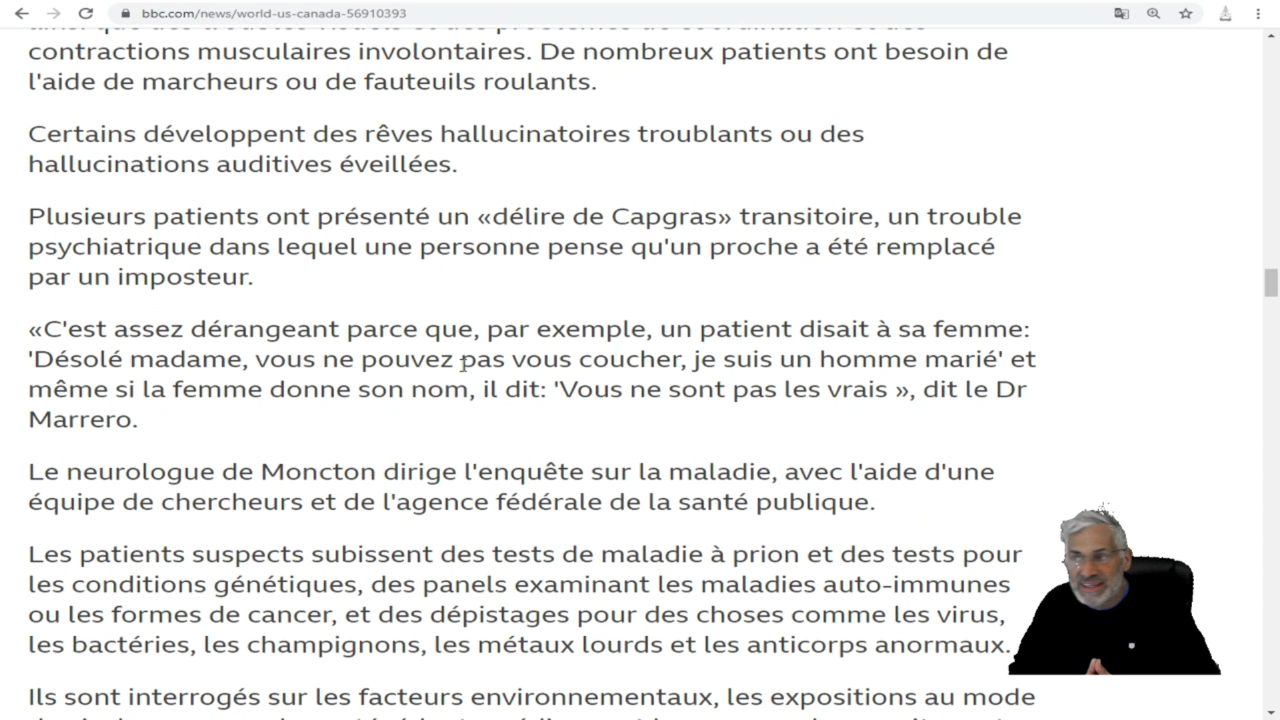 bbc.com/news/world-us-canada-56910393
contractions musculaires involontaires. De nombreux patients ont besoin de
l'aide de marcheurs ou de fauteuils roulants.
Certains développent des rêves hallucinatoires troublants ou des
hallucinations auditives éveillées.
Plusieurs patients ont présenté un «délire de Capgras» transitoire, un trouble
psychiatrique dans lequel une personne pense qu'un proche a été remplacé
par un imposteur.
«C'est assez dérangeant parce que, par exemple, un patient disait à sa femme:
'Désolé madame, vous ne pouvez pas vous coucher, je suis un homme marié' et
même si la femme donne son nom, il dit: 'Vous ne sont pas les vrais », dit le Dr
Marrero.
Le neurologue de Moncton dirige l'enquête sur la maladie, avec l'aide d'une
équipe de chercheurs et de l'agence fédérale de la santé publique.
Les patients suspects subissent des tests de maladie à prion et des tests pour
les conditions génétiques, des panels examinant les maladies auto-immunes
ou les formes de cancer, et des dépistages pour des choses comme les virus,
les bactéries, les champignons, les métaux lourds et les anticorps anormaux.
Ils sont interrogés sur les facteurs environnementaux, les expositions au mode